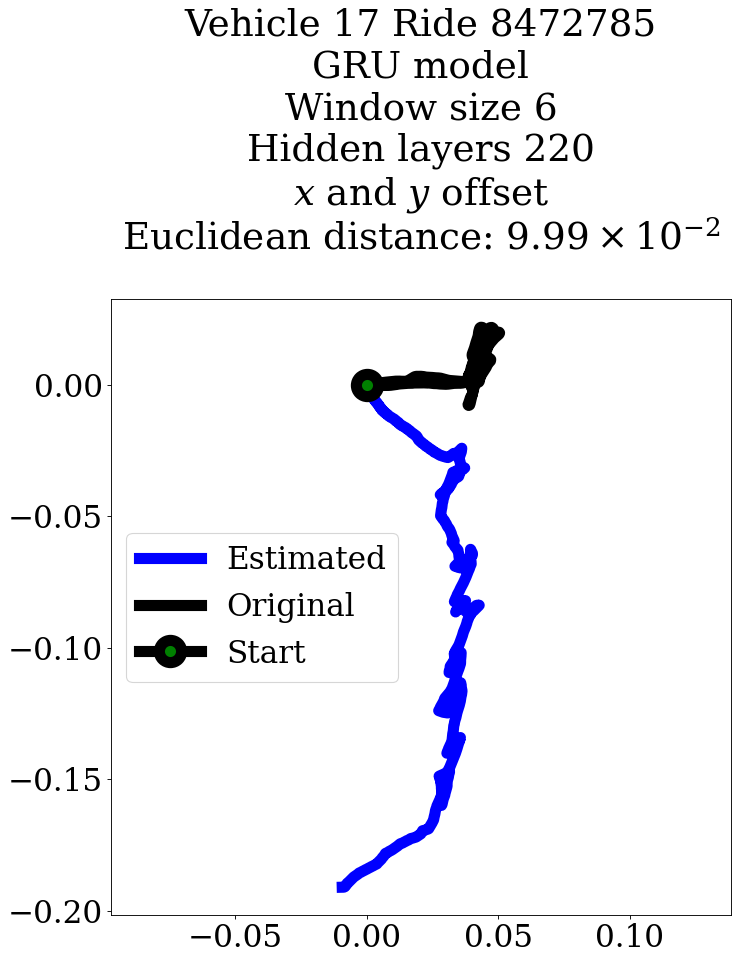 Vehicle 17 Ride 8472785
GRU model
Window size 6
Hidden layers 220
x and y offset
Euclidean distance: 9.99 × 10⁻²
0.00
−0.05
−0.10
−0.15
−0.20
Estimated
Original
Start
−0.05 0.00 0.05 0.10